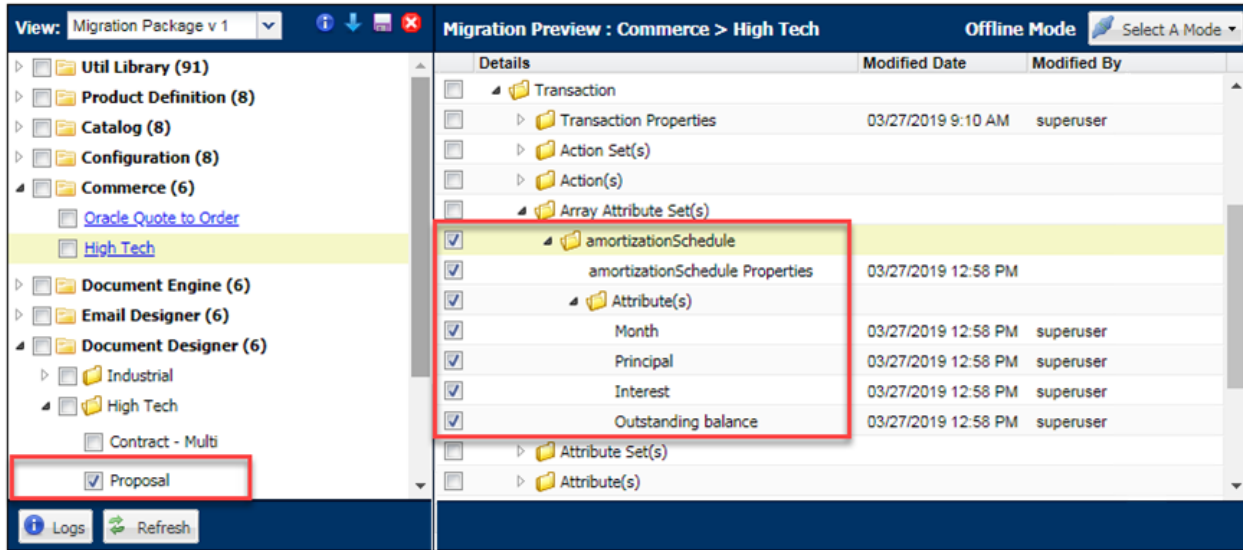 View: Migration Package v 1
Util Library (91)
Product Definition (8)
Catalog (8)
Configuration (8)
Commerce (6)
Oracle Quote to Order
High Tech
Document Engine (6)
Email Designer (6)
Document Designer (6)
Industrial
High Tech
Contract - Multi
Proposal
Logs Refresh
Migration Preview : Commerce > High Tech Offline Mode Select A Mode
Details Modified Date Modified By
Transaction
Transaction Properties 03/27/2019 9:10 AM superuser
Action Set(s)
Action(s)
Array Attribute Set(s)
amortizationSchedule
amortizationSchedule Properties 03/27/2019 12:58 PM
Attribute(s)
Month 03/27/2019 12:58 PM superuser
Principal 03/27/2019 12:58 PM superuser
Interest 03/27/2019 12:58 PM superuser
Outstanding balance 03/27/2019 12:58 PM superuser
Attribute Set(s)
Attribute(s)